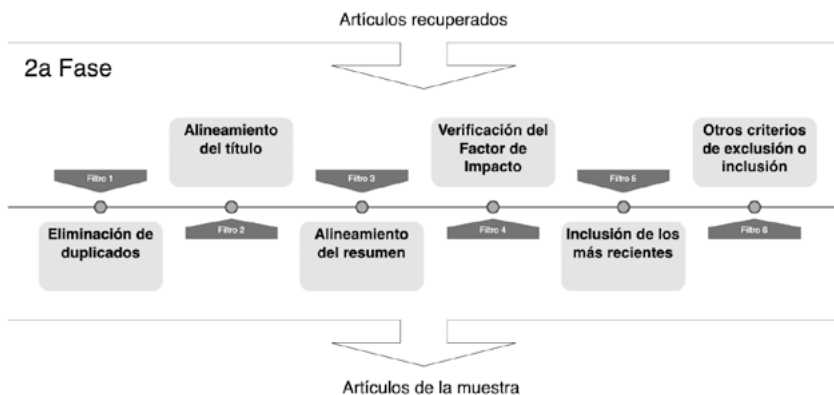 Artículos recuperados
2a Fase
Alineamiento
del título
Verificación del
Factor de
Impacto
Otros criterios
de exclusión o
inclusión
Filtro 1
Filtro 3
Filtro 5
Filtro 2
Filtro 4
Filtro 6
Eliminación de
duplicados
Alineamiento
del resumen
Inclusión de los
más recientes
Artículos de la muestra